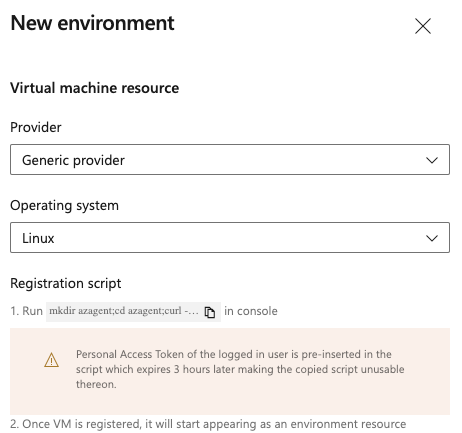 New environment
Virtual machine resource
Provider
Generic provider
Operating system
Linux
Registration script
1. Run mkdir azagent;cd azagent;curl -... in console
Personal Access Token of the logged in user is pre-inserted in the
script which expires 3 hours later making the copied script unusable
thereon.
2. Once VM is registered, it will start appearing as an environment resource